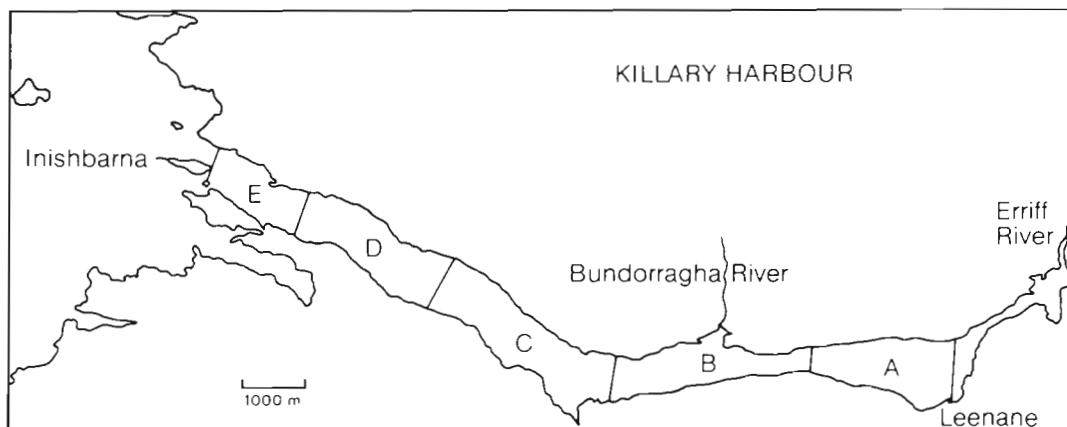 KILLARY HARBOUR
Inishbarna
E
D
C
B
A
Bundorragha River
Erriff
River
Leenane
1000 m